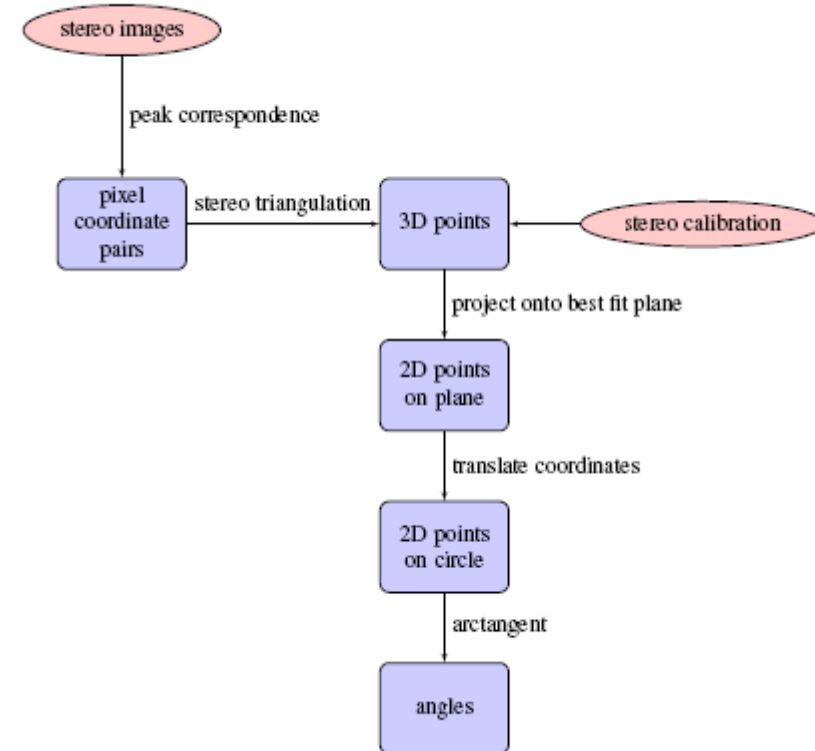 stereo images
peak correspondence
pixel
coordinate
pairs
stereo triangulation
3D points
stereo calibration
project onto best fit plane
2D points
on plane
translate coordinates
2D points
on circle
arctangent
angles